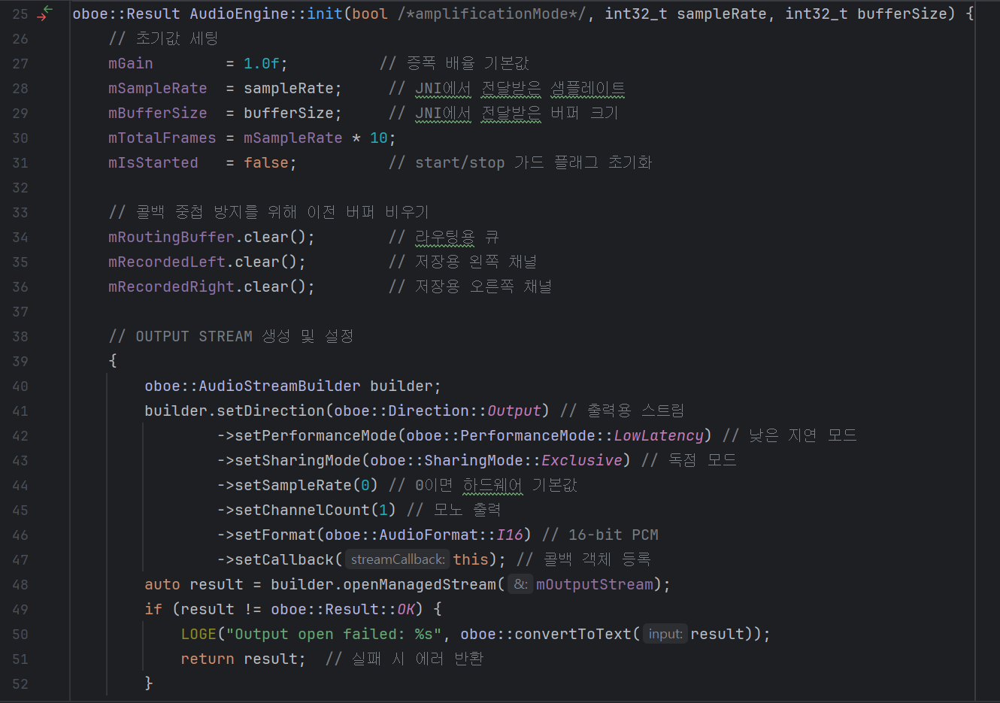 25 oboe::Result AudioEngine::init(bool /*amplificationMode*/, int32_t sampleRate, int32_t bufferSize) {
26 // 초기값 세팅
27 mGain = 1.0f; // 증폭 배율 기본값
28 mSampleRate = sampleRate; // JNI에서 전달받은 샘플레이트
29 mBufferSize = bufferSize; // JNI에서 전달받은 버퍼 크기
30 mTotalFrames = mSampleRate * 10;
31 mIsStarted = false; // start/stop 가드 플래그 초기화
32
33 // 콜백 중첩 방지를 위해 이전 버퍼 비우기
34 mRoutingBuffer.clear(); // 라우팅용 큐
35 mRecordedLeft.clear(); // 저장용 왼쪽 채널
36 mRecordedRight.clear(); // 저장용 오른쪽 채널
37
38 // OUTPUT STREAM 생성 및 설정
39 {
40 oboe::AudioStreamBuilder builder;
41 builder.setDirection(oboe::Direction::Output) // 출력용 스트림
42 ->setPerformanceMode(oboe::PerformanceMode::LowLatency) // 낮은 지연 모드
43 ->setSharingMode(oboe::SharingMode::Exclusive) // 독점 모드
44 ->setSampleRate(0) // 0이면 하드웨어 기본값
45 ->setChannelCount(1) // 모노 출력
46 ->setFormat(oboe::AudioFormat::I16) // 16-bit PCM
47 ->setCallback( streamCallback: this); // 콜백 객체 등록
48 auto result = builder.openManagedStream( &: mOutputStream);
49 if (result != oboe::Result::OK) {
50 LOGE("Output open failed: %s", oboe::convertToText( input: result));
51 return result; // 실패 시 에러 반환
52 }